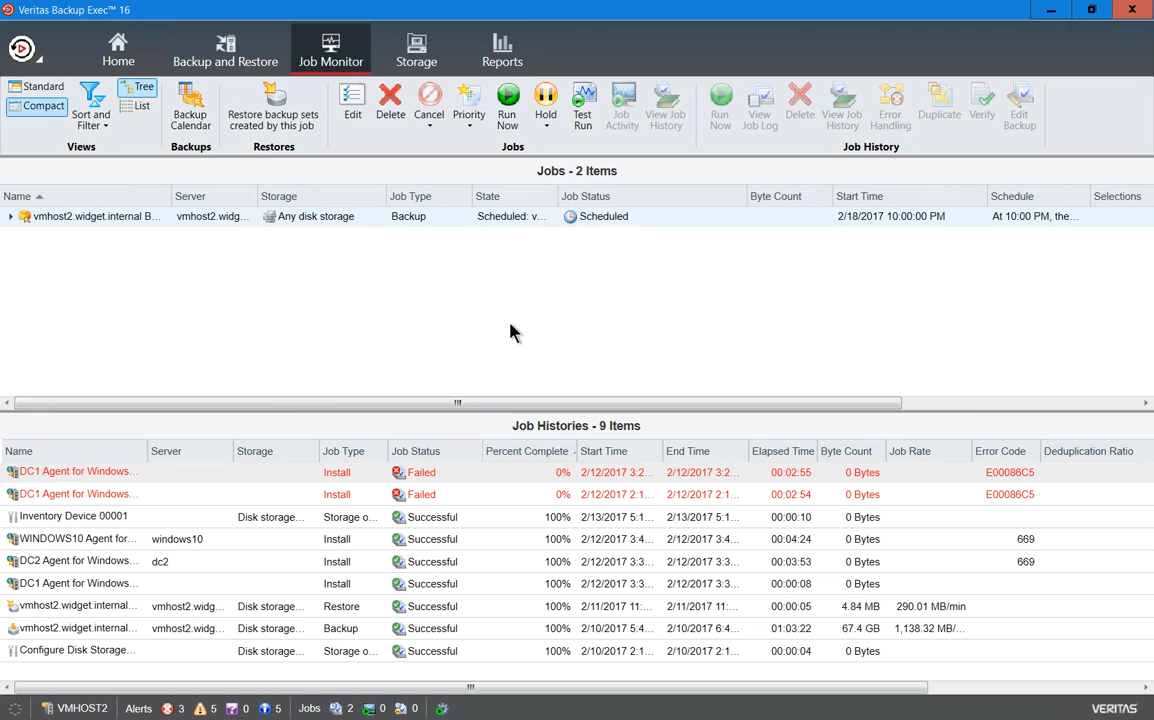 Veritas Backup Exec™ 16
Home
Backup and Restore
Job Monitor
Storage
Reports
Standard
Compact
Sort and Filter
Tree
List
Views
Backup Calendar
Backups
Restore backup sets created by this job
Restores
Edit
Delete
Cancel
Priority
Run Now
Hold
Test Run
Job Activity
View Job History
Jobs
Run Now
View Job Log
Delete
View Job History
Error Handling
Duplicate
Verify
Edit Backup
Job History
Jobs - 2 Items
Name Server Storage Job Type State Job Status Byte Count Start Time Schedule Selections
vmhost2.widget.internal B... vmhost2.widg... Any disk storage Backup Scheduled: v... Scheduled 2/18/2017 10:00:00 PM At 10:00 PM, the...
Job Histories - 9 Items
Name Server Storage Job Type Job Status Percent Complete Start Time End Time Elapsed Time Byte Count Job Rate Error Code Deduplication Ratio
DC1 Agent for Windows... Install Failed 0% 2/12/2017 3:2... 2/12/2017 3:2... 00:02:55 0 Bytes E00086C5
DC1 Agent for Windows... Install Failed 0% 2/12/2017 2:1... 2/12/2017 2:1... 00:02:54 0 Bytes E00086C5
Inventory Device 00001 Disk storage... Storage o... Successful 100% 2/13/2017 5:1... 2/13/2017 5:1... 00:00:10 0 Bytes
WINDOWS10 Agent for... windows10 Install Successful 100% 2/12/2017 3:4... 2/12/2017 3:4... 00:04:24 0 Bytes 669
DC2 Agent for Windows... dc2 Install Successful 100% 2/12/2017 3:3... 2/12/2017 3:3... 00:03:53 0 Bytes 669
DC1 Agent for Windows... Install Successful 100% 2/12/2017 3:3... 2/12/2017 3:3... 00:00:08 0 Bytes
vmhost2.widget.internal... vmhost2.widg... Disk storage... Restore Successful 100% 2/11/2017 11:... 2/11/2017 11:... 00:00:05 4.84 MB 290.01 MB/min
vmhost2.widget.internal... vmhost2.widg... Disk storage... Backup Successful 100% 2/10/2017 5:4... 2/10/2017 6:4... 01:03:22 67.4 GB 1,138.32 MB/...
Configure Disk Storage... Disk storage... Storage o... Successful 100% 2/10/2017 2:1... 2/10/2017 2:1... 00:00:04 0 Bytes
VMHOST2 Alerts 3 5 0 5 Jobs 2 0 0 VERITAS